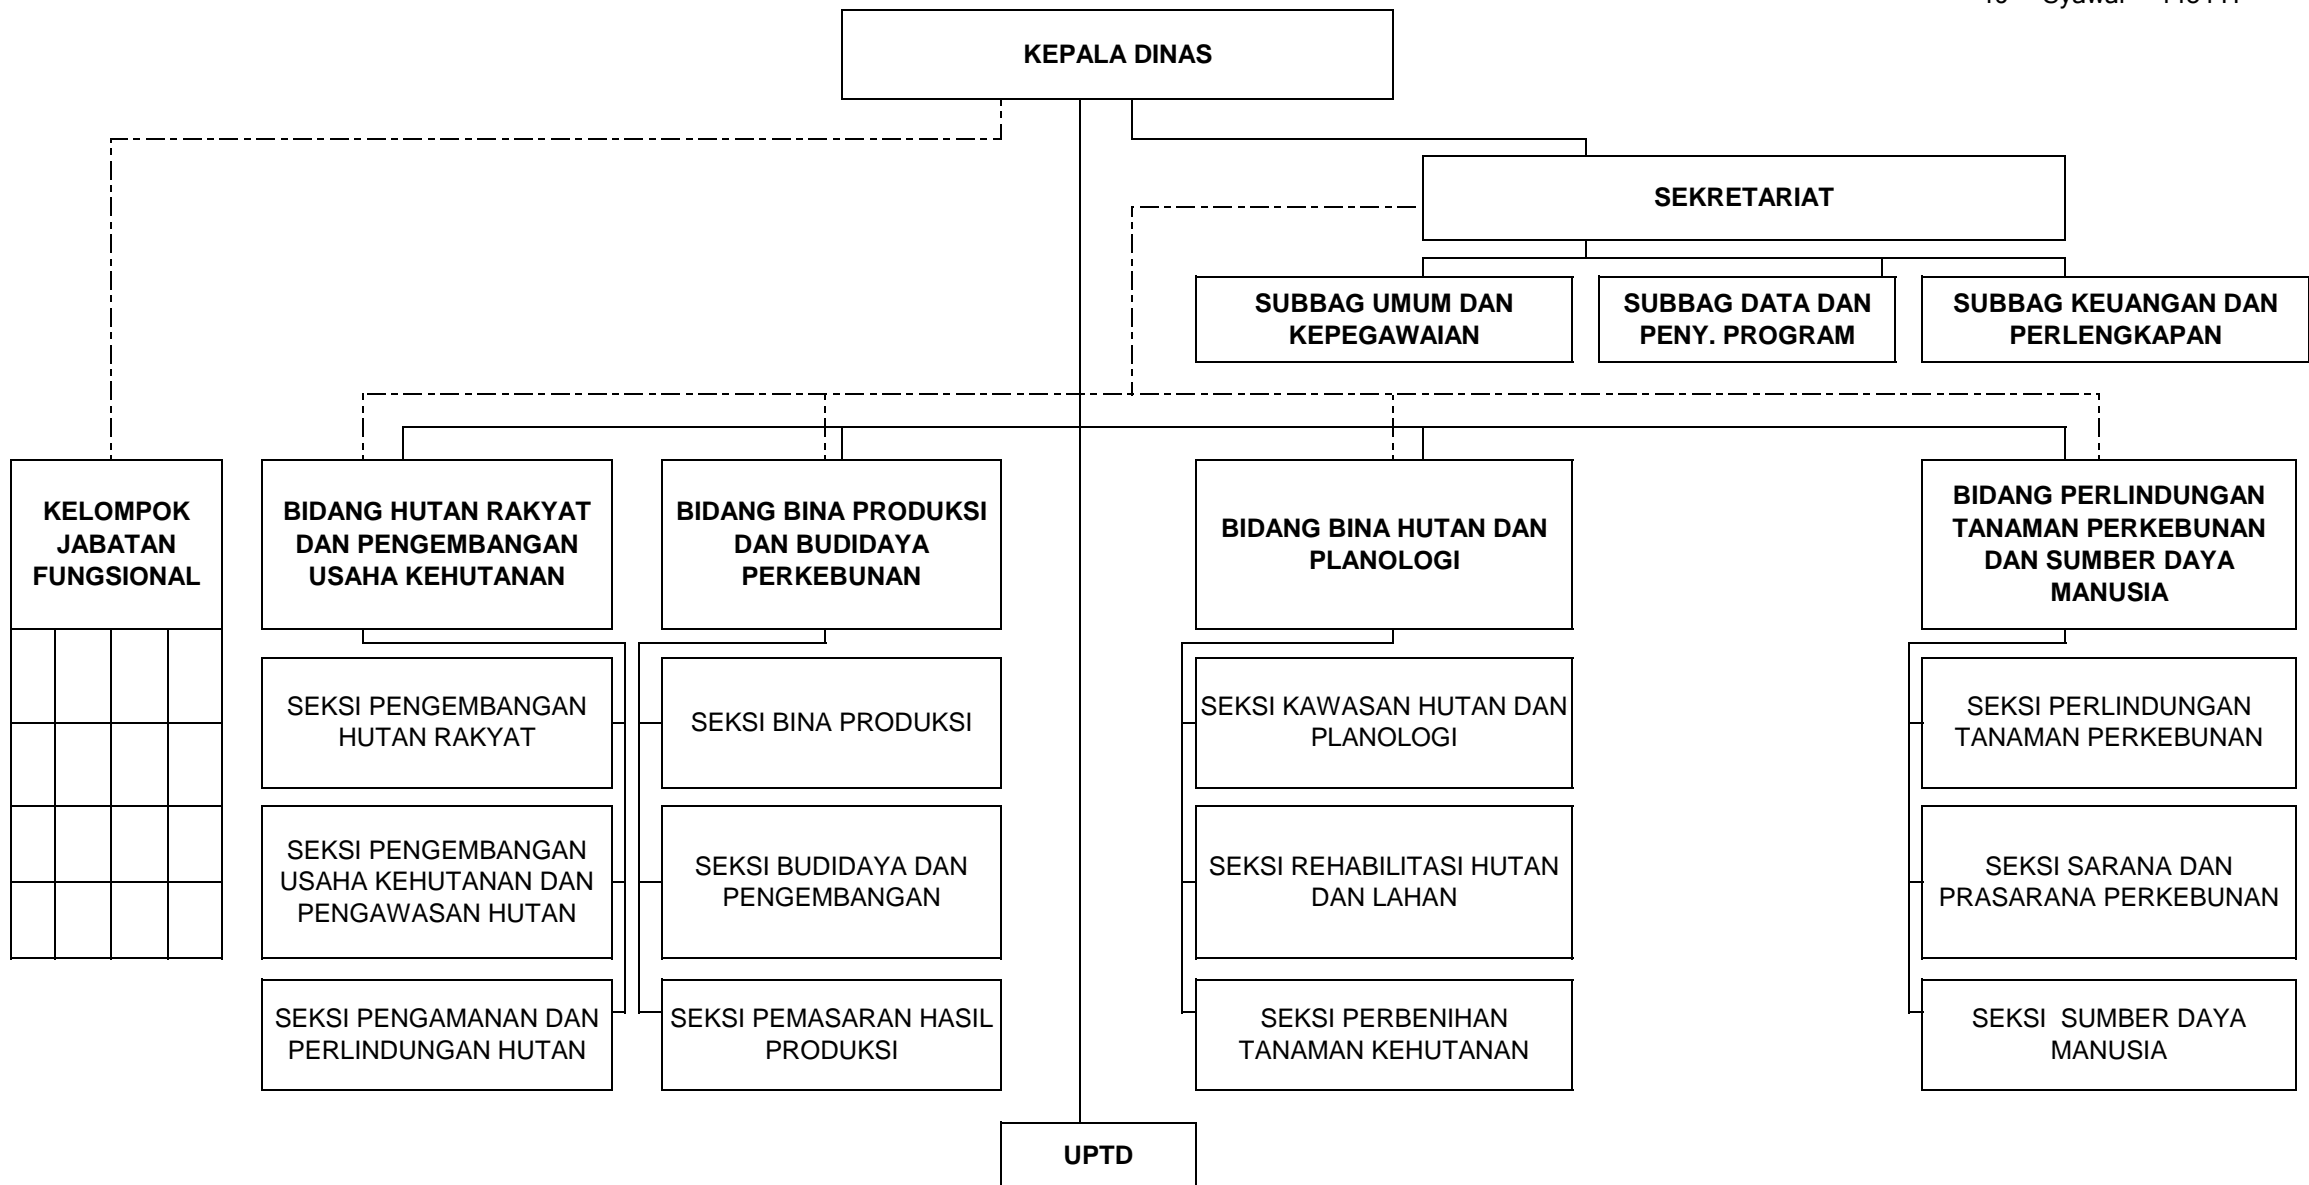 KEPALA DINAS
SEKRETARIAT
SUBBAG UMUM DAN
KEPEGAWAIAN
SUBBAG DATA DAN
PENY. PROGRAM
SUBBAG KEUANGAN DAN
PERLENGKAPAN
KELOMPOK
JABATAN
FUNGSIONAL
BIDANG HUTAN RAKYAT
DAN PENGEMBANGAN
USAHA KEHUTANAN
BIDANG BINA PRODUKSI
DAN BUDIDAYA
PERKEBUNAN
BIDANG BINA HUTAN DAN
PLANOLOGI
BIDANG PERLINDUNGAN
TANAMAN PERKEBUNAN
DAN SUMBER DAYA
MANUSIA
SEKSI PENGEMBANGAN
HUTAN RAKYAT
SEKSI BINA PRODUKSI
SEKSI KAWASAN HUTAN DAN
PLANOLOGI
SEKSI PERLINDUNGAN
TANAMAN PERKEBUNAN
SEKSI PENGEMBANGAN
USAHA KEHUTANAN DAN
PENGAWASAN HUTAN
SEKSI BUDIDAYA DAN
PENGEMBANGAN
SEKSI REHABILITASI HUTAN
DAN LAHAN
SEKSI SARANA DAN
PRASARANA PERKEBUNAN
SEKSI PENGAMANAN DAN
PERLINDUNGAN HUTAN
SEKSI PEMASARAN HASIL
PRODUKSI
SEKSI PERBENIHAN
TANAMAN KEHUTANAN
SEKSI SUMBER DAYA
MANUSIA
UPTD